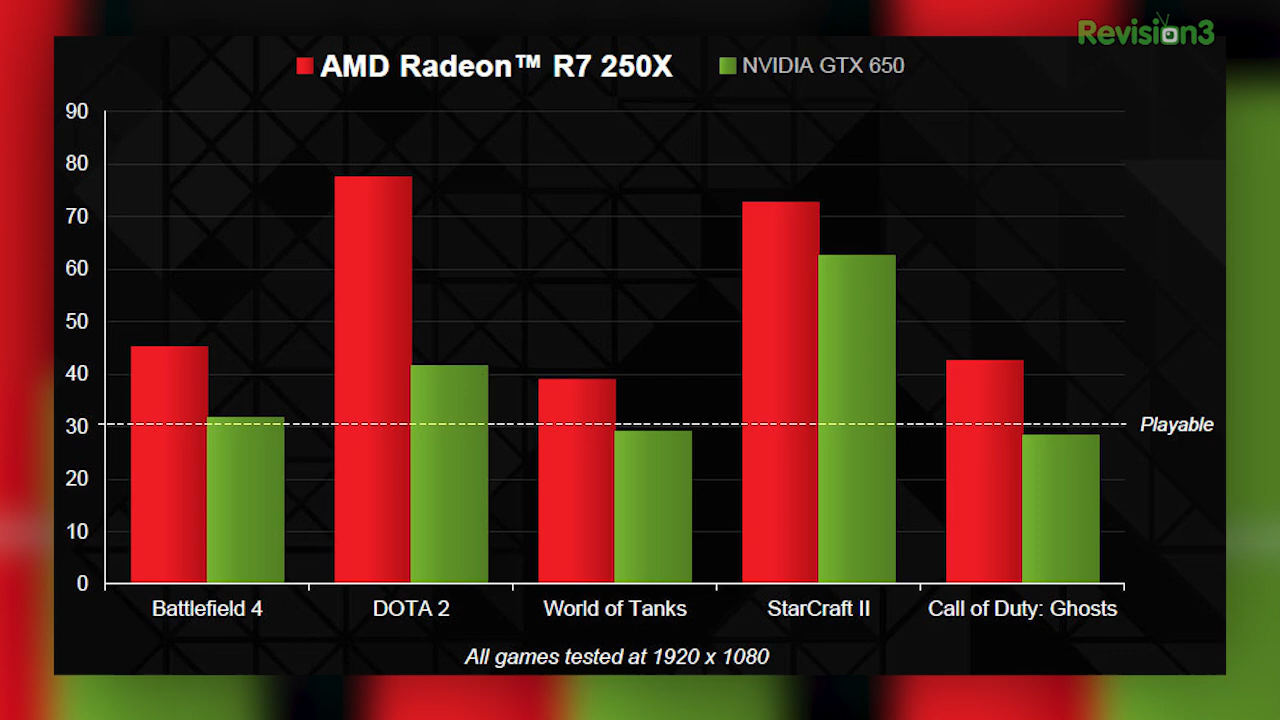 Revision3
AMD Radeon™ R7 250X
NVIDIA GTX 650
90
80
70
60
50
40
30
20
10
0
Playable
Battlefield 4
DOTA 2
World of Tanks
StarCraft II
Call of Duty: Ghosts
All games tested at 1920 x 1080